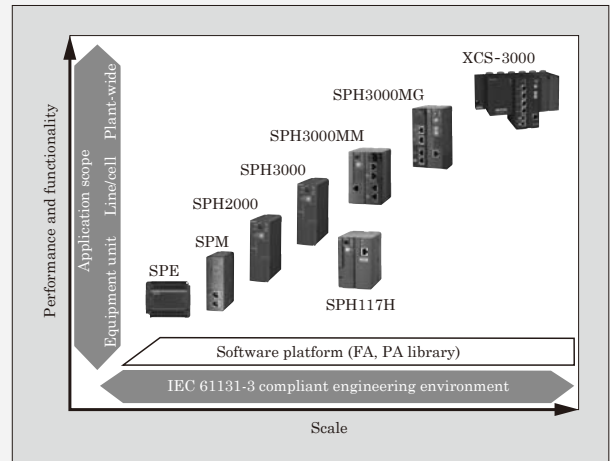 XCS-3000
SPH3000MG
SPH3000MM
SPH3000
SPH2000
SPM
SPE
SPH117H
Performance and functionality
Application scope
Equipment unit Line/cell Plant-wide
Software platform (FA, PA library)
IEC 61131-3 compliant engineering environment
Scale